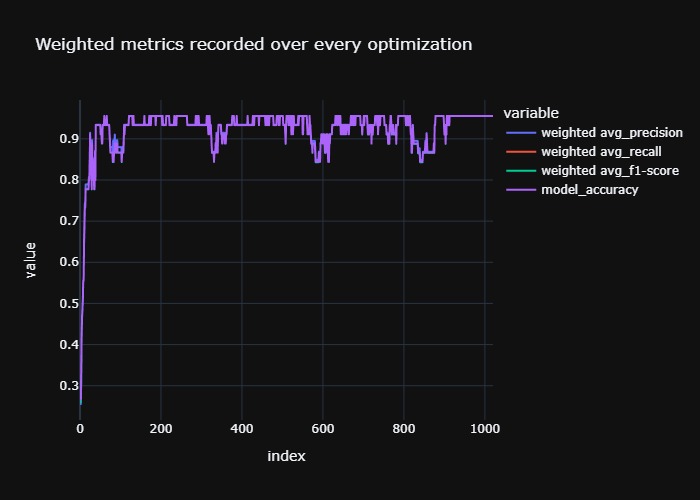 Weighted metrics recorded over every optimization
variable
weighted avg_precision
weighted avg_recall
weighted avg_f1-score
model_accuracy
value
0.9
0.8
0.7
0.6
0.5
0.4
0.3
0
200
400
600
800
1000
index